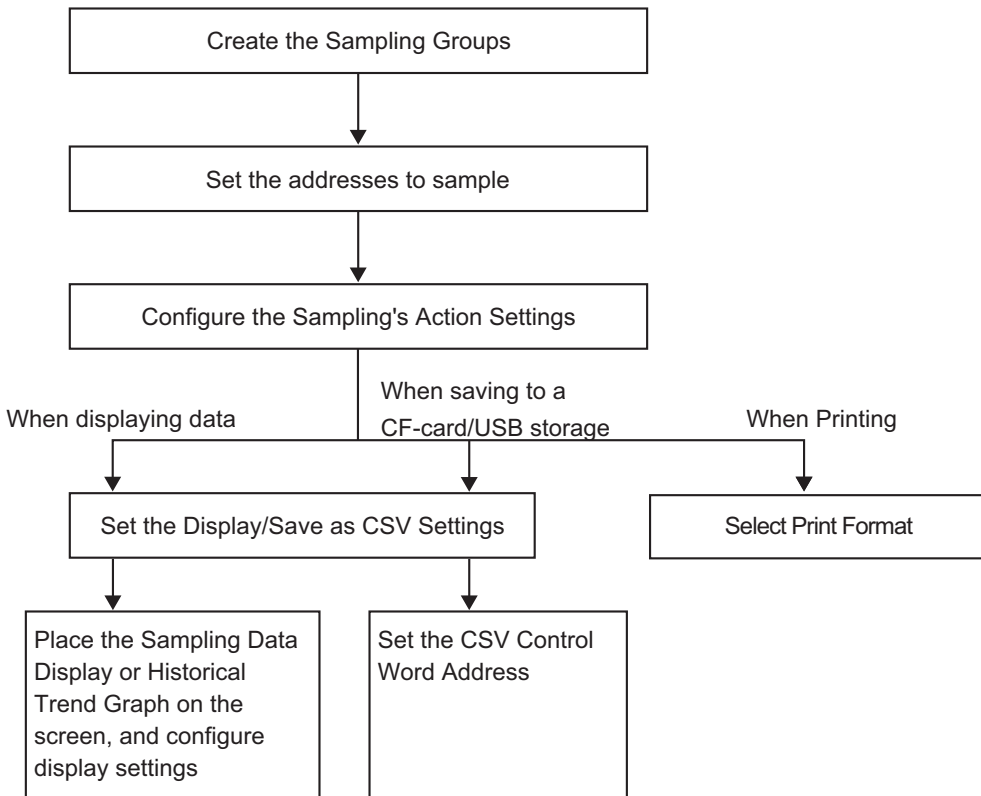 Create the Sampling Groups
Set the addresses to sample
Configure the Sampling's Action Settings
When displaying data
When saving to a
CF-card/USB storage
When Printing
Set the Display/Save as CSV Settings
Select Print Format
Place the Sampling Data
Display or Historical
Trend Graph on the
screen, and configure
display settings
Set the CSV Control
Word Address